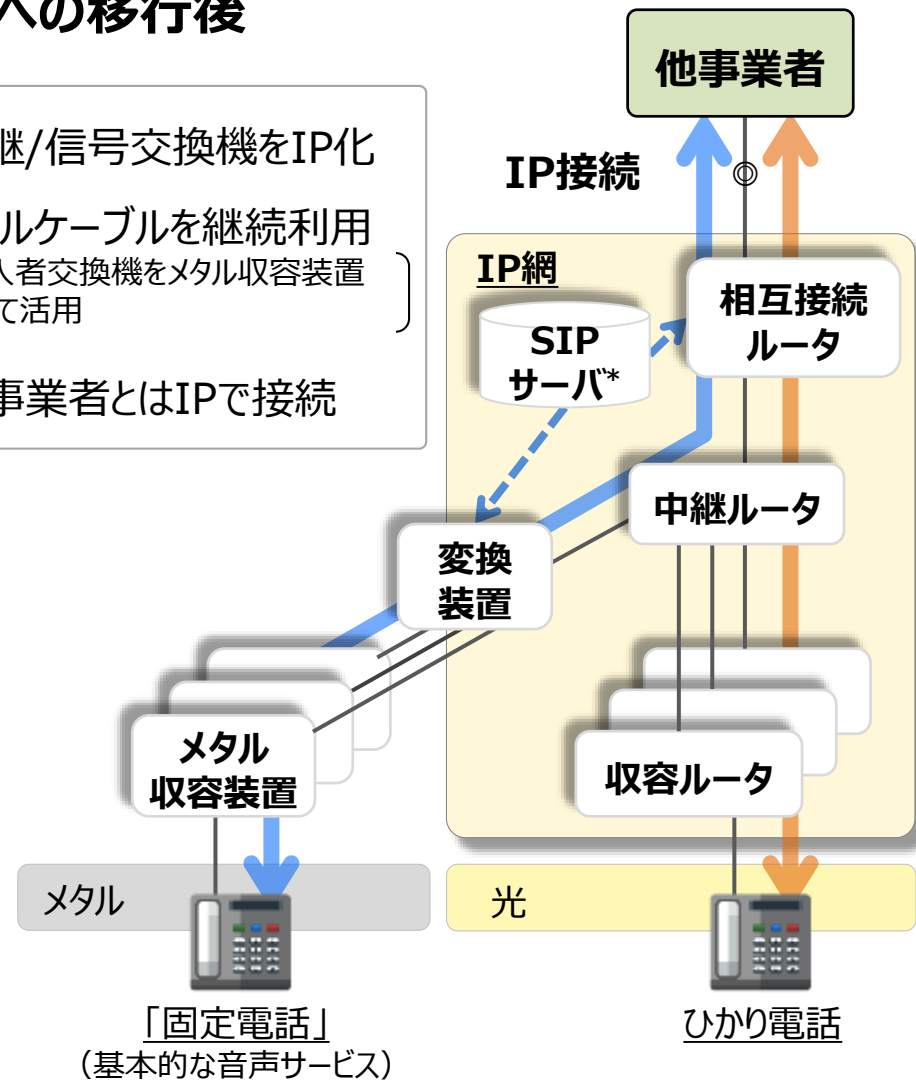 への移行後
他事業者
継/信号交換機をIP化
ルケーブルを継続利用
入者交換機をメタル収容装置
て活用
事業者とはIPで接続
IP接続
◎
IP網
相互接続
ルータ
SIP
サーバ*
中継ルータ
変換
装置
メタル
収容装置
収容ルータ
メタル
光
「固定電話」
（基本的な音声サービス）
ひかり電話